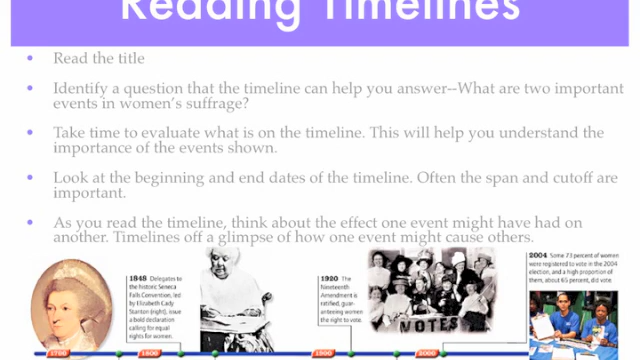 Reading Timelines
Read the title
Identify a question that the timeline can help you answer--What are two important
events in women's suffrage?
Take time to evaluate what is on the timeline. This will help you understand the
importance of the events shown.
Look at the beginning and end dates of the timeline. Often the span and cutoff are
important.
As you read the timeline, think about the effect one event might have had on
another. Timelines off a glimpse of how one event might cause others.
1848 Delegates to
the historic Seneca
Falls Convention, led
by Elizabeth Cady
Stanton (right), issue
a bold declaration
calling for equal
rights for women.
1920 The
Nineteenth
Amendment is
ratified, guar-
anteeing women
the right to vote.
VOTES
2004 Some 73 percent of women
were registered to vote in the 2004
election, and a high proportion of
them, about 65 percent, did vote.
1700
1800
1900
2000